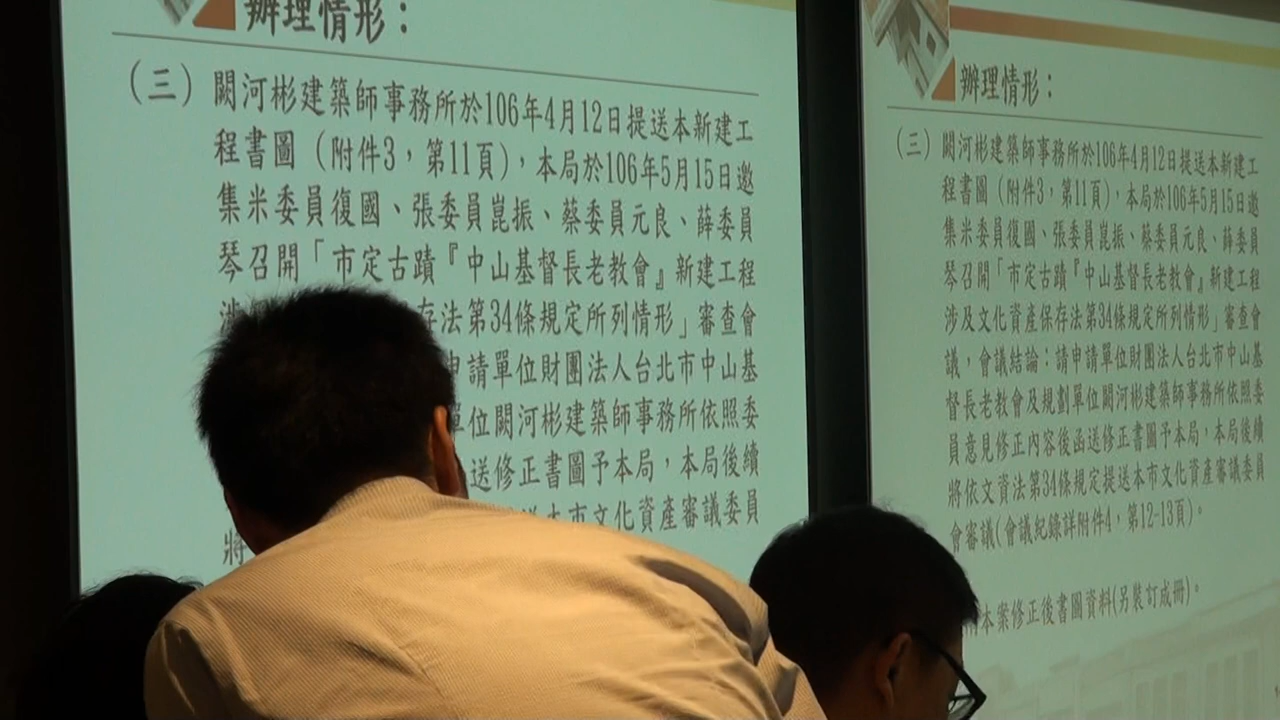 辦理情形：
（三）闕河彬建築師事務所於106年4月12日提送本新建工
程書圖（附件3，第11頁），本局於106年5月15日邀
集米委員復國、張委員崑振、蔡委員元良、薛委員
琴召開「市定古蹟『中山基督長老教會』新建工程
涉
存法第34條規定所列情形」審查會
申請單位財團法人台北市中山基
單位闕河彬建築師事務所依照委
送修正書圖予本局，本局後續
將
送本市文化資產審議委員
辦理情形：
（三）闕河彬建築師事務所於106年4月12日提送本新建工
程書圖（附件3，第11頁），本局於106年5月15日邀
集米委員復國、張委員崑振、蔡委員元良、薛委員
琴召開「市定古蹟『中山基督長老教會』新建工程
涉及文化資產保存法第34條規定所列情形」審查會
議，會議結論：請申請單位財團法人台北市中山基
督長老教會及規劃單位闕河彬建築師事務所依照委
員意見修正內容後函送修正書圖予本局，本局後續
將依文資法第34條規定提送本市文化資產審議委員
會審議(會議紀錄詳附件4，第12-13頁)。
本案修正後書圖資料(另裝訂成冊)。